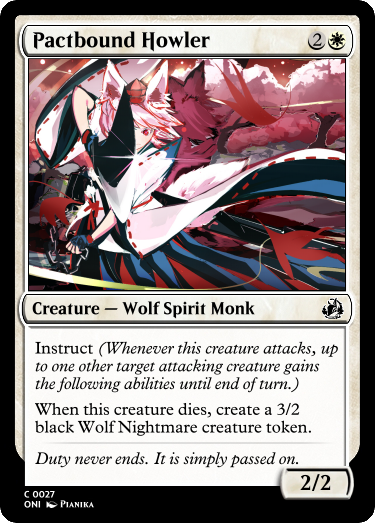 Pactbound Howler 2
Creature — Wolf Spirit Monk
Instruct (Whenever this creature attacks, up
to one other target attacking creature gains
the following abilities until end of turn.)
When this creature dies, create a 3/2
black Wolf Nightmare creature token.
Duty never ends. It is simply passed on.
2/2
C 0027
ONI Pianika